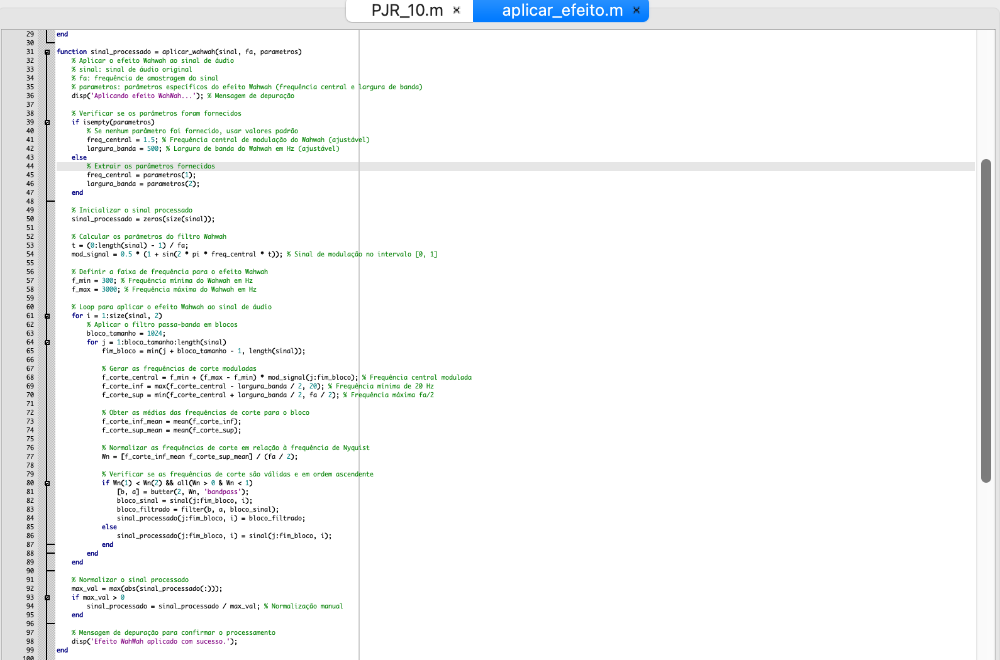 PJR_10.m
aplicar_efeito.m
29 end
30
31 function sinal_processado = aplicar_wahwah(sinal, fa, parametros)
32 % Aplicar o efeito Wahwah ao sinal de áudio
33 % sinal: sinal de áudio original
34 % fa: frequência de amostragem do sinal
35 % parametros: parâmetros específicos do efeito Wahwah (frequência central e largura de banda)
36 disp('Aplicando efeito WahWah...'); % Mensagem de depuração
37
38 % Verificar se os parâmetros foram fornecidos
39 if isempty(parametros)
40 % Se nenhum parâmetro foi fornecido, usar valores padrão
41 freq_central = 1.5; % Frequência central de modulação do Wahwah (ajustável)
42 largura_banda = 500; % Largura de banda do Wahwah em Hz (ajustável)
43 else
44 % Extrair os parâmetros fornecidos
45 freq_central = parametros(1);
46 largura_banda = parametros(2);
47 end
48
49 % Inicializar o sinal processado
50 sinal_processado = zeros(size(sinal));
51
52 % Calcular os parâmetros do filtro Wahwah
53 t = (0:length(sinal) - 1) / fa;
54 mod_signal = 0.5 * (1 + sin(2 * pi * freq_central * t)); % Sinal de modulação no intervalo [0, 1]
55
56 % Definir a faixa de frequência para o efeito Wahwah
57 f_min = 300; % Frequência mínima do Wahwah em Hz
58 f_max = 3000; % Frequência máxima do Wahwah em Hz
59
60 % Loop para aplicar o efeito Wahwah ao sinal de áudio
61 for i = 1:size(sinal, 2)
62 % Aplicar o filtro passa-banda em blocos
63 bloco_tamanho = 1024;
64 for j = 1:bloco_tamanho:length(sinal)
65 fim_bloco = min(j + bloco_tamanho - 1, length(sinal));
66
67 % Gerar as frequências de corte moduladas
68 f_corte_central = f_min + (f_max - f_min) * mod_signal(j:fim_bloco); % Frequência central modulada
69 f_corte_inf = max(f_corte_central - largura_banda / 2, 20); % Frequência mínima de 20 Hz
70 f_corte_sup = min(f_corte_central + largura_banda / 2, fa / 2); % Frequência máxima fa/2
71
72 % Obter as médias das frequências de corte para o bloco
73 f_corte_inf_mean = mean(f_corte_inf);
74 f_corte_sup_mean = mean(f_corte_sup);
75
76 % Normalizar as frequências de corte em relação à frequência de Nyquist
77 Wn = [f_corte_inf_mean f_corte_sup_mean] / (fa / 2);
78
79 % Verificar se as frequências de corte são válidas e em ordem ascendente
80 if Wn(1) < Wn(2) && all(Wn > 0 & Wn < 1)
81 [b, a] = butter(2, Wn, 'bandpass');
82 bloco_sinal = sinal(j:fim_bloco, i);
83 bloco_filtrado = filter(b, a, bloco_sinal);
84 sinal_processado(j:fim_bloco, i) = bloco_filtrado;
85 else
86 sinal_processado(j:fim_bloco, i) = sinal(j:fim_bloco, i);
87 end
88 end
89 end
90
91 % Normalizar o sinal processado
92 max_val = max(abs(sinal_processado(:)));
93 if max_val > 0
94 sinal_processado = sinal_processado / max_val; % Normalização manual
95 end
96
97 % Mensagem de depuração para confirmar o processamento
98 disp('Efeito WahWah aplicado com sucesso.');
99 end
100